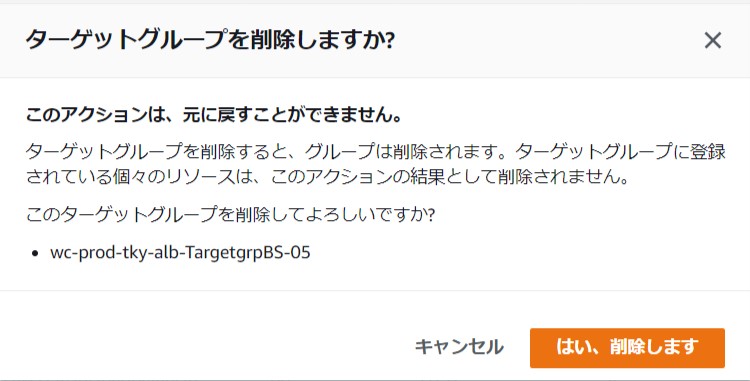 ターゲットグループを削除しますか?
このアクションは、元に戻すことができません。
ターゲットグループを削除すると、グループは削除されます。ターゲットグループに登録
されている個々のリソースは、このアクションの結果として削除されません。
このターゲットグループを削除してよろしいですか?
• wc-prod-tky-alb-TargetgrpBS-05
キャンセル
はい、削除します